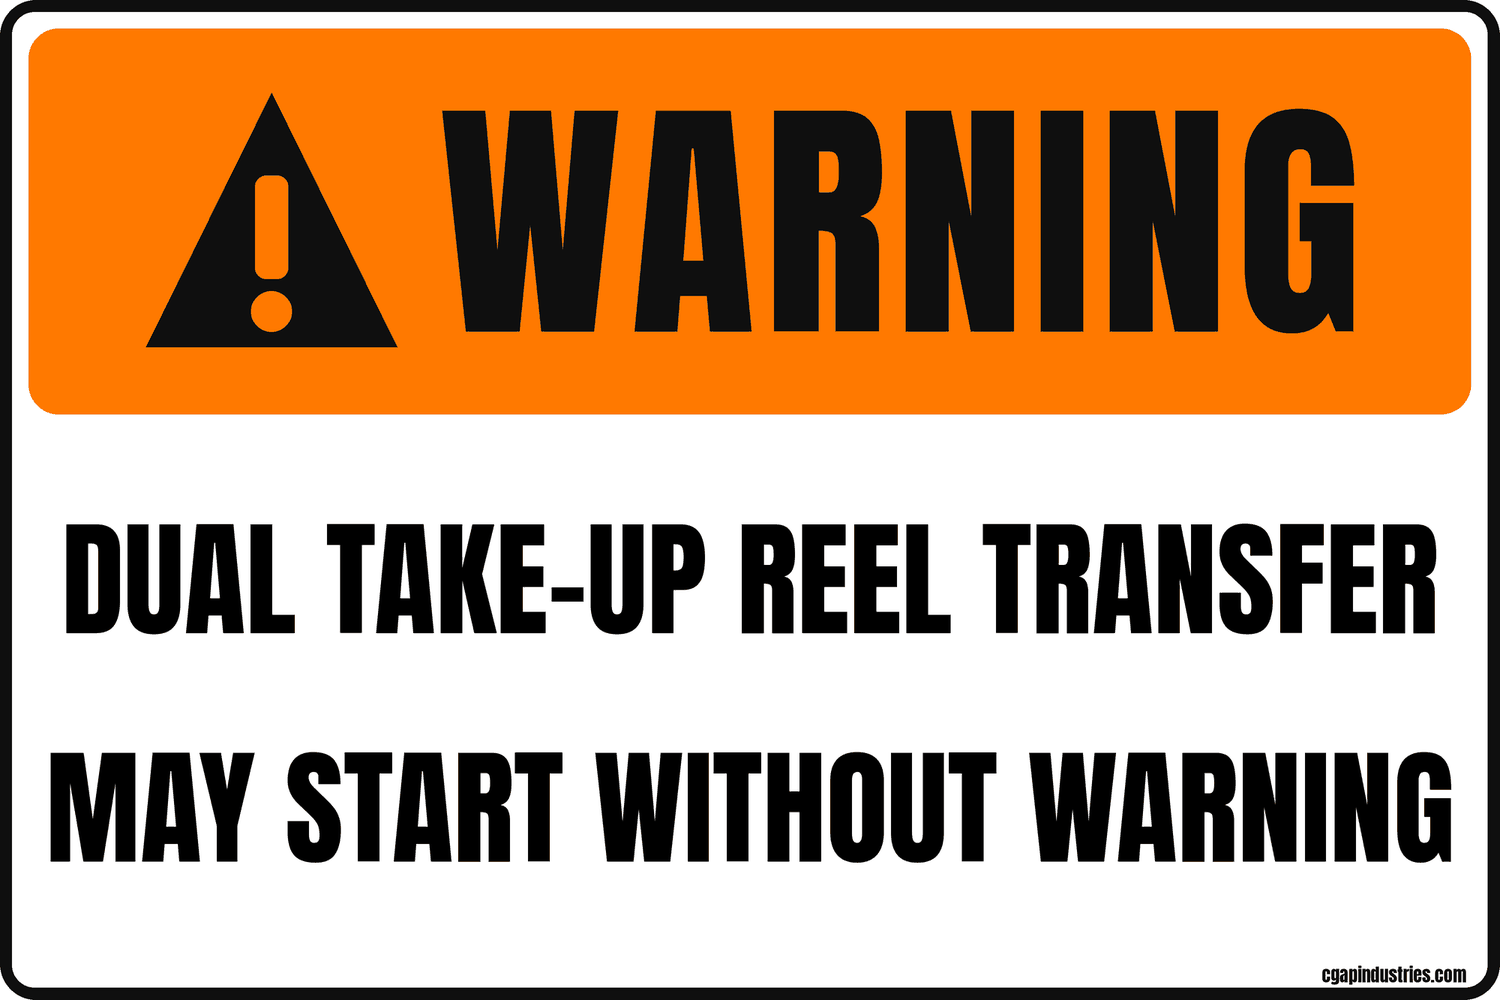 WARNING
DUAL TAKE-UP REEL TRANSFER
MAY START WITHOUT WARNING
cgapindustries.com